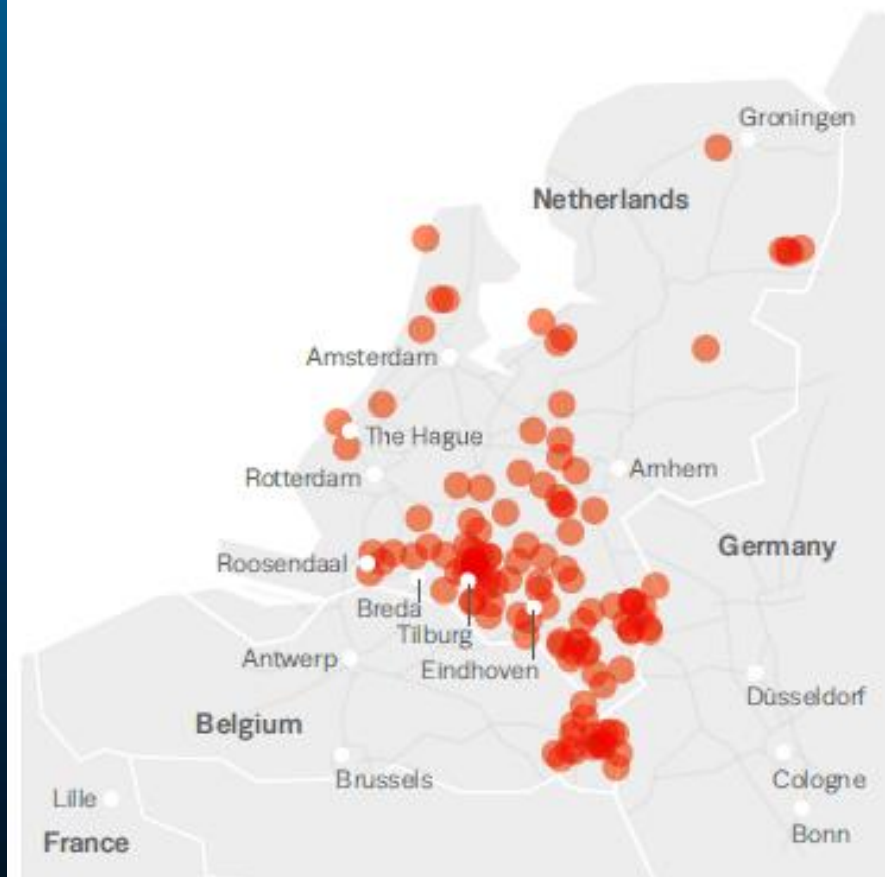 Groningen
Netherlands
Amsterdam
The Hague
Arnhem
Rotterdam
Germany
Roosendaal
Breda
Tilburg
Antwerp
Eindhoven
Düsseldorf
Belgium
Brussels
Cologne
Lille
Bonn
France